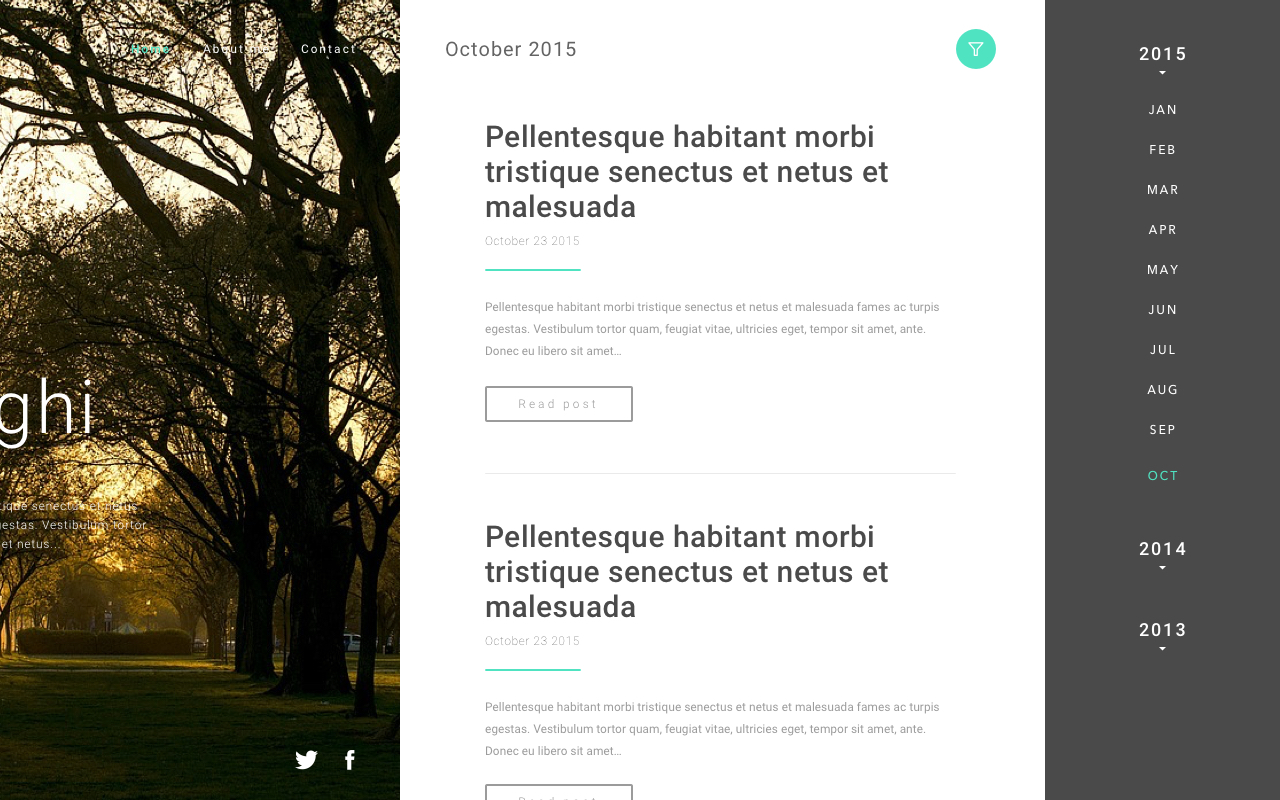 Home
About me
Contact
ghi
tique senectus et netus
gestas. Vestibulum tortor
et netus...
October 2015
Pellentesque habitant morbi
tristique senectus et netus et
malesuada
October 23 2015
Pellentesque habitant morbi tristique senectus et netus et malesuada fames ac turpis
egestas. Vestibulum tortor quam, feugiat vitae, ultricies eget, tempor sit amet, ante.
Donec eu libero sit amet…
Read post
Pellentesque habitant morbi
tristique senectus et netus et
malesuada
October 23 2015
Pellentesque habitant morbi tristique senectus et netus et malesuada fames ac turpis
egestas. Vestibulum tortor quam, feugiat vitae, ultricies eget, tempor sit amet, ante.
Donec eu libero sit amet…
Read post
2015
JAN
FEB
MAR
APR
MAY
JUN
JUL
AUG
SEP
OCT
2014
2013